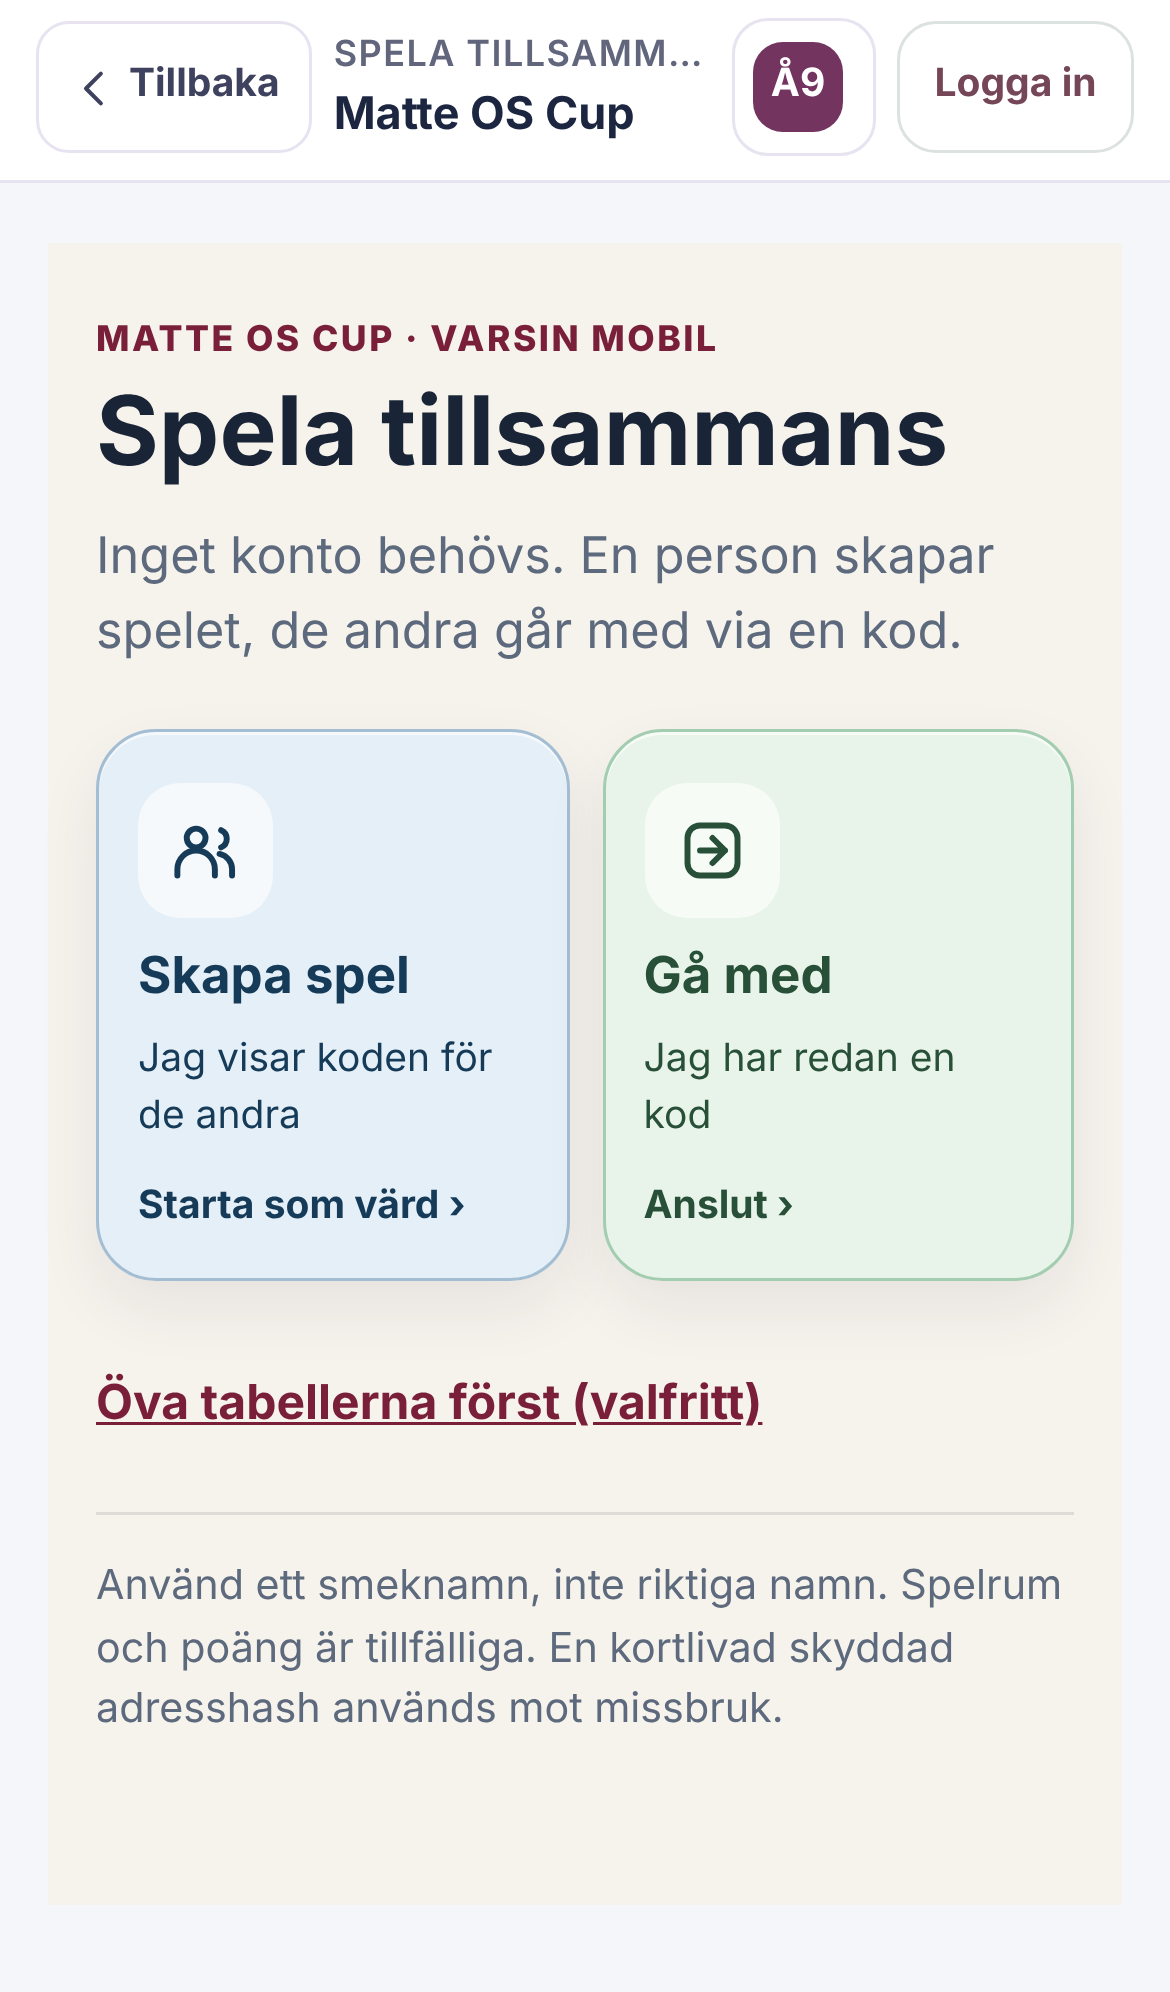 Tillbaka
SPELA TILLSAMM...
Matte OS Cup
Å9
Logga in
MATTE OS CUP · VARSIN MOBIL
Spela tillsammans
Inget konto behövs. En person skapar
spelet, de andra går med via en kod.
Skapa spel
Jag visar koden för
de andra
Starta som värd ›
Gå med
Jag har redan en
kod
Anslut ›
Öva tabellerna först (valfritt)
Använd ett smeknamn, inte riktiga namn. Spelrum
och poäng är tillfälliga. En kortlivad skyddad
adresshash används mot missbruk.